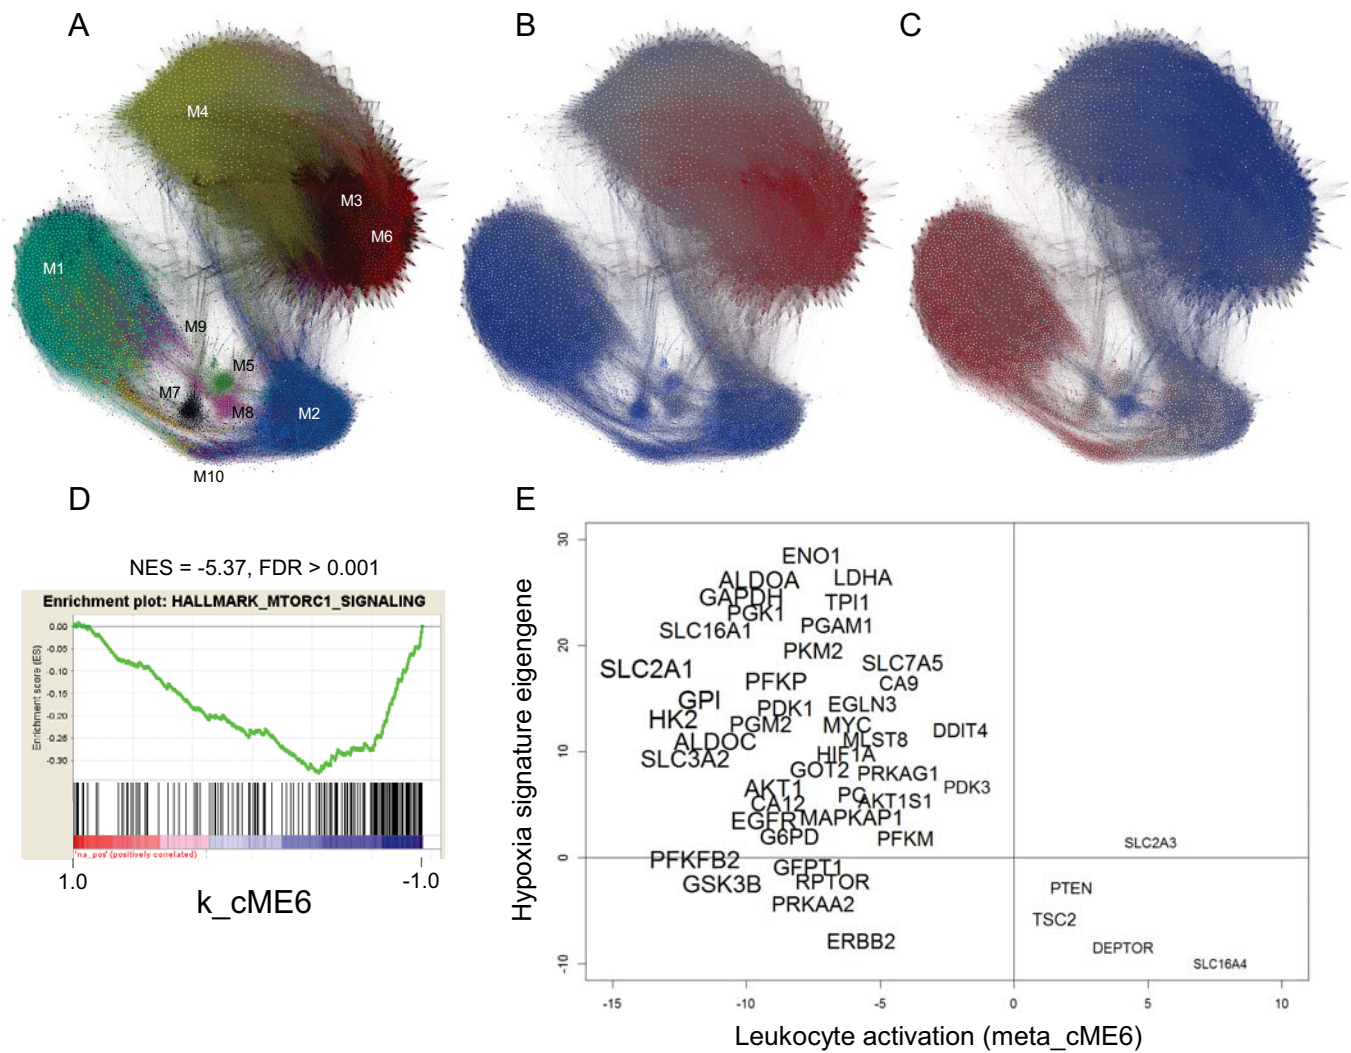 A
B
C
M4
M3
M6
M1
M9
M5
M7
M8
M2
M10
D
E
NES = -5.37, FDR > 0.001
Enrichment plot: HALLMARK_MTORC1_SIGNALING
Enrichment score (ES)
0.00
-0.05
-0.10
-0.15
-0.20
-0.25
-0.30
'na_pos' (positively correlated)
1.0
-1.0
k_cME6
Hypoxia signature eigengene
30
20
10
0
-10
ENO1
ALDOA
LDHA
GAPDH
TPI1
PGK1
SLC16A1
PGAM1
PKM2
SLC2A1
SLC7A5
PFKP
CA9
GPI
PDK1
EGLN3
HK2
PGM2
MYC
DDIT4
ALDOC
MLST8
SLC3A2
HIF1A
GOT2
PRKAG1
AKT1
PC
PDK3
CA12
AKT1S1
EGFR
MAPKAP1
G6PD
PFKM
SLC2A3
PFKFB2
GFPT1
GSK3B
RPTOR
PTEN
PRKAA2
TSC2
ERBB2
DEPTOR
SLC16A4
-15
-10
-5
0
5
10
Leukocyte activation (meta_cME6)